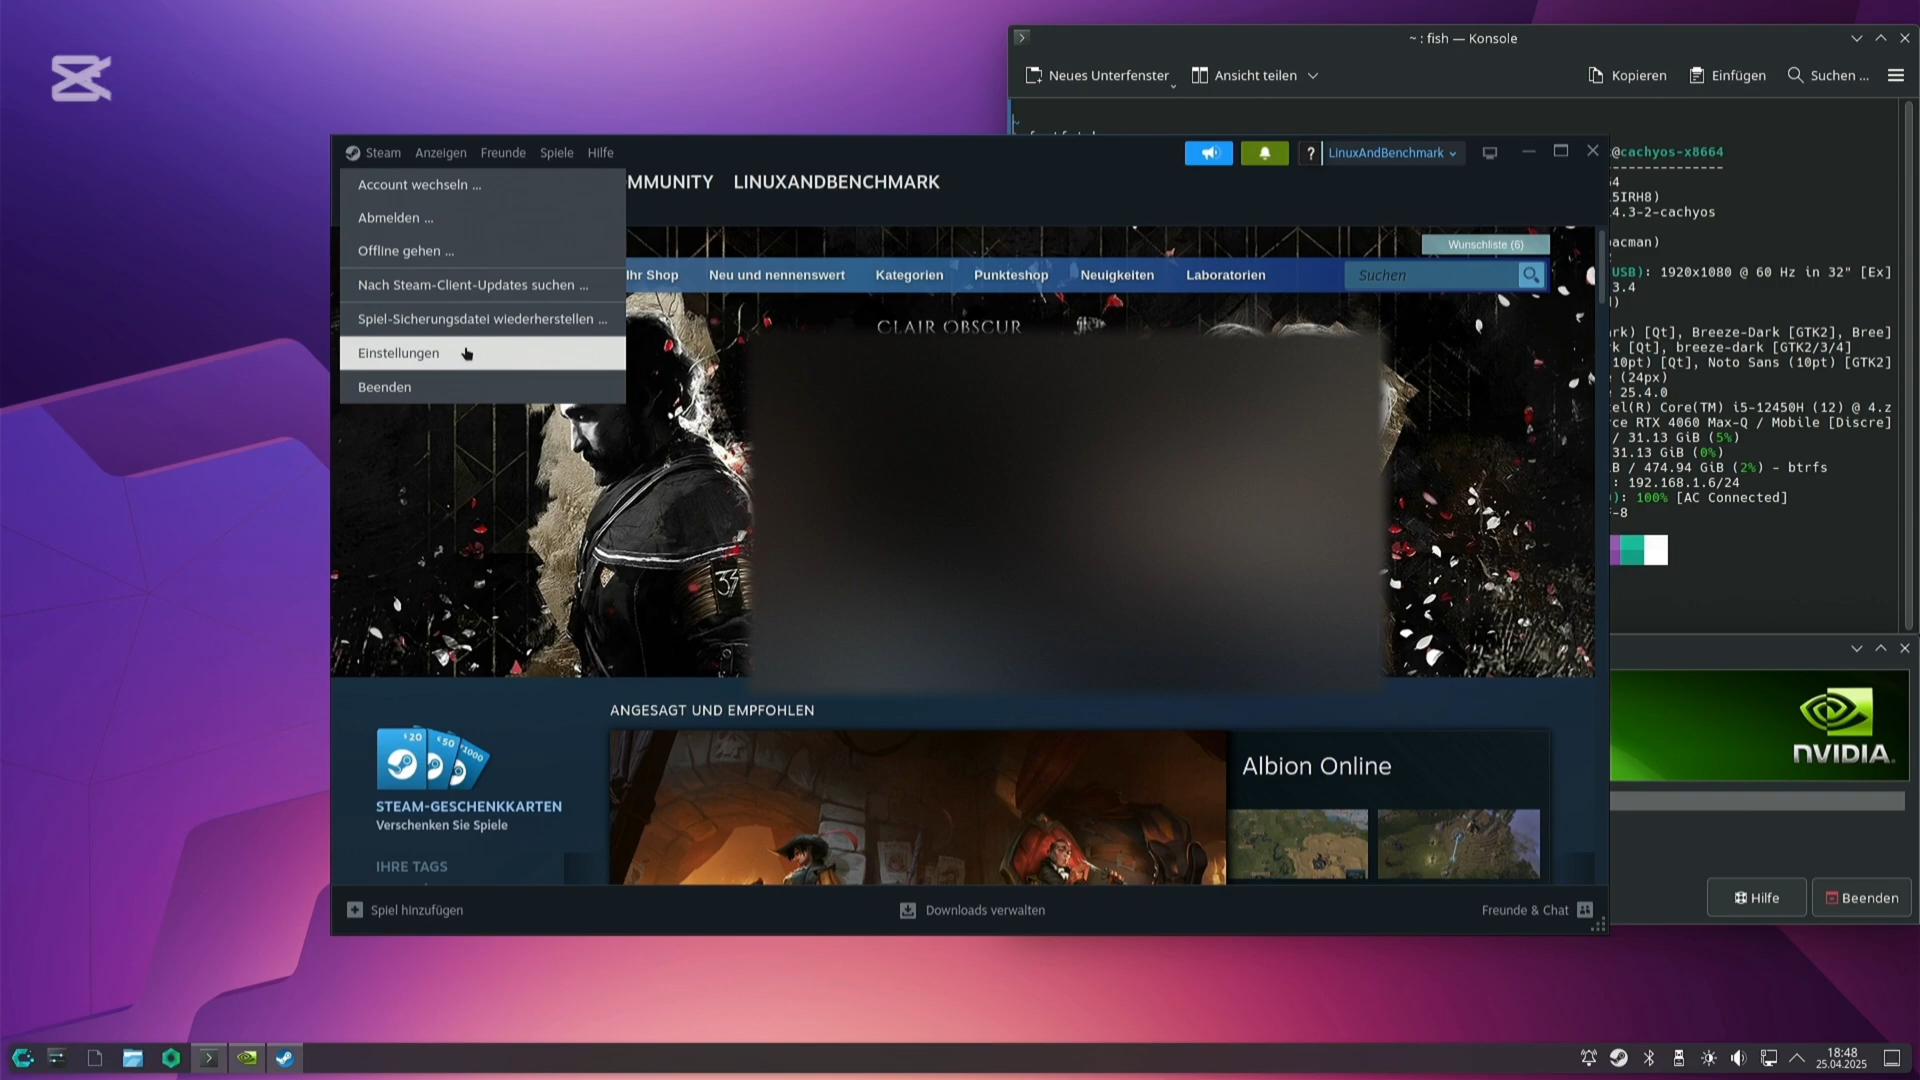 ~ : fish — Konsole
Neues Unterfenster
Ansicht teilen
Kopieren
Einfügen
Suchen ...
Steam
Anzeigen
Freunde
Spiele
Hilfe
?
LinuxAndBenchmark
Account wechseln ...
Abmelden ...
Offline gehen ...
Nach Steam-Client-Updates suchen ...
Spiel-Sicherungsdatei wiederherstellen ...
Einstellungen
Beenden
MMUNITY
LINUXANDBENCHMARK
Wunschliste (6)
Ihr Shop
Neu und nennenswert
Kategorien
Punkteshop
Neuigkeiten
Laboratorien
Suchen
CLAIR OBSCUR
33
@cachyos-x8664
--------------
64
5IRH8)
4.3-2-cachyos
acman)
USB): 1920x1080 @ 60 Hz in 32" [Ex]
3.4
rk) [Qt], Breeze-Dark [GTK2], Bree]
k [Qt], breeze-dark [GTK2/3/4]
10pt) [Qt], Noto Sans (10pt) [GTK2]
(24px)
25.4.0
el(R) Core(TM) i5-12450H (12) @ 4.z
ce RTX 4060 Max-Q / Mobile [Discre]
/ 31.13 GiB (5%)
31.13 GiB (0%)
B / 474.94 GiB (2%) - btrfs
: 192.168.1.6/24
): 100% [AC Connected]
F-8
ANGESAGT UND EMPFOHLEN
€20
€50
STEAM-GESCHENKKARTEN
Verschenken Sie Spiele
IHRE TAGS
Albion Online
NVIDIA.
Spiel hinzufügen
Downloads verwalten
Freunde & Chat
Hilfe
Beenden
18:48
25.04.2025